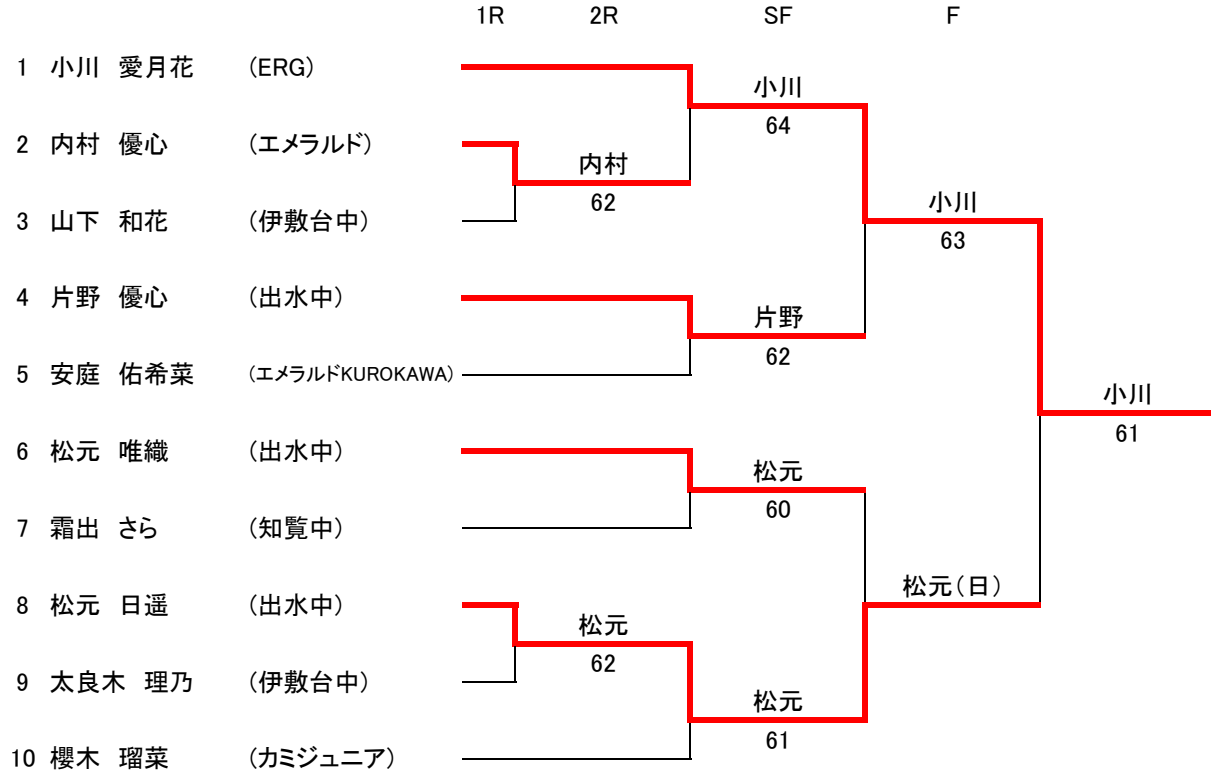 1R 2R SF F
1 小川 愛月花 (ERG)
小川
64
2 内村 優心 (エメラルド)
内村
62
3 山下 和花 (伊敷台中)
小川
63
4 片野 優心 (出水中)
片野
62
5 安庭 佑希菜 (エメラルドKUROKAWA)
小川
61
6 松元 唯織 (出水中)
松元
60
7 霜出 さら (知覧中)
松元(日)
8 松元 日遥 (出水中)
松元
62
9 太良木 理乃 (伊敷台中)
松元
61
10 櫻木 瑠菜 (カミジュニア)